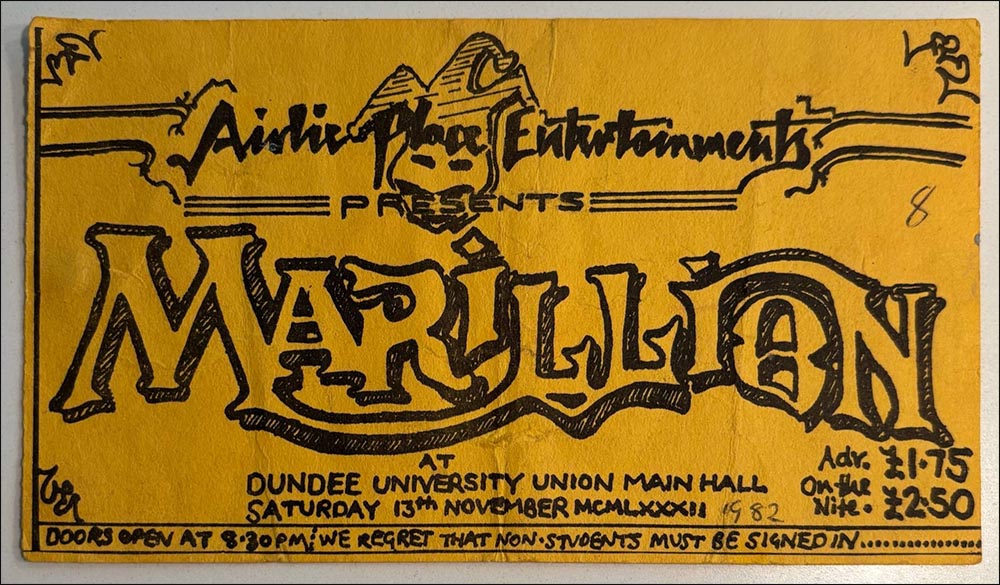 Airlie Place Entertainments
PRESENTS
8
MARILLION
AT
DUNDEE UNIVERSITY UNION MAIN HALL
SATURDAY 13th NOVEMBER MCMLXXXII 1982
Adv. £1·75
On the Nite. £2·50
DOORS OPEN AT 8·30PM! WE REGRET THAT NON·STUDENTS MUST BE SIGNED IN..............